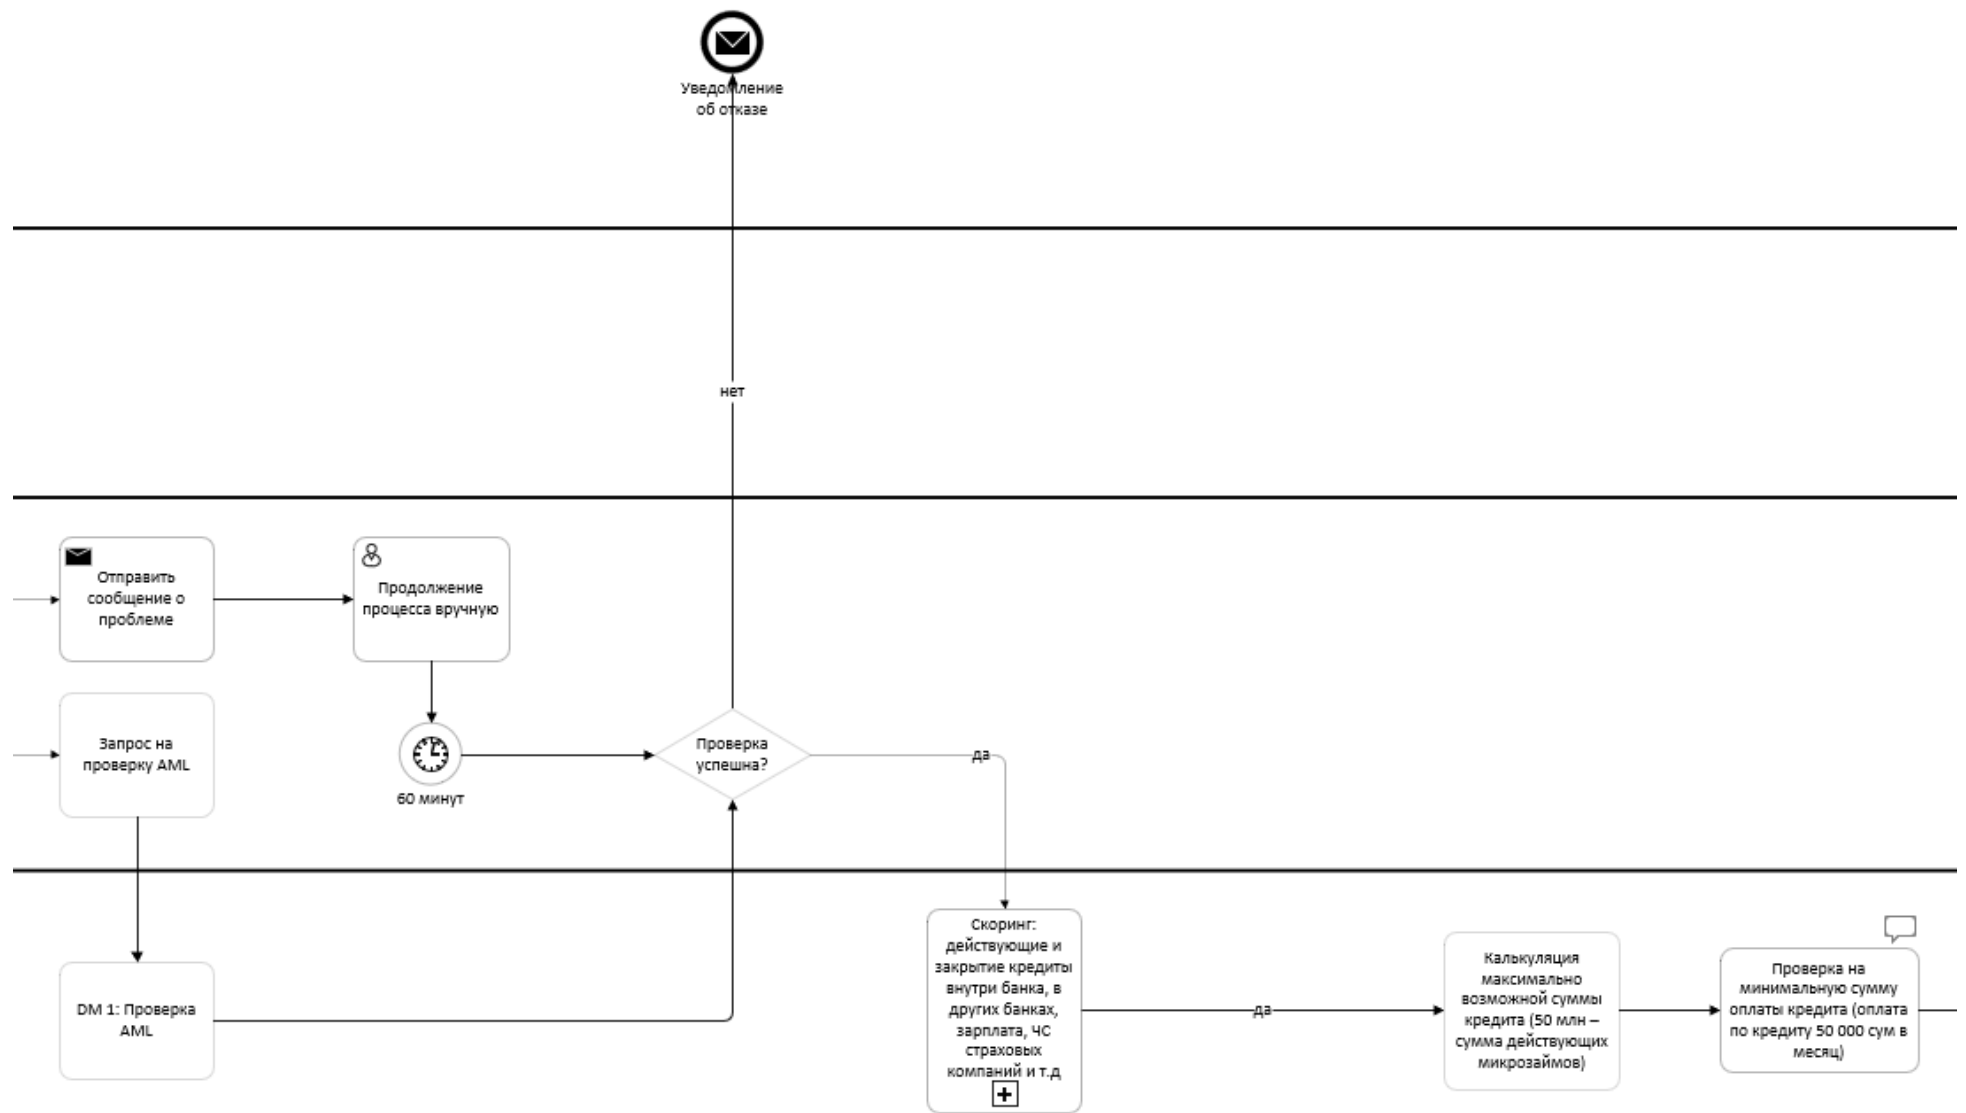 Уведомление
об отказе
нет
Отправить
сообщение о
проблеме
Продолжение
процесса вручную
Запрос на
проверку AML
60 минут
Проверка
успешна?
да
DM 1: Проверка
AML
Скоринг:
действующие и
закрытие кредиты
внутри банка, в
других банках,
зарплата, ЧС
страховых
компаний и т.д
да
Калькуляция
максимально
возможной суммы
кредита (50 млн –
сумма действующих
микрозаймов)
Проверка на
минимальную сумму
оплаты кредита (оплата
по кредиту 50 000 сум в
месяц)